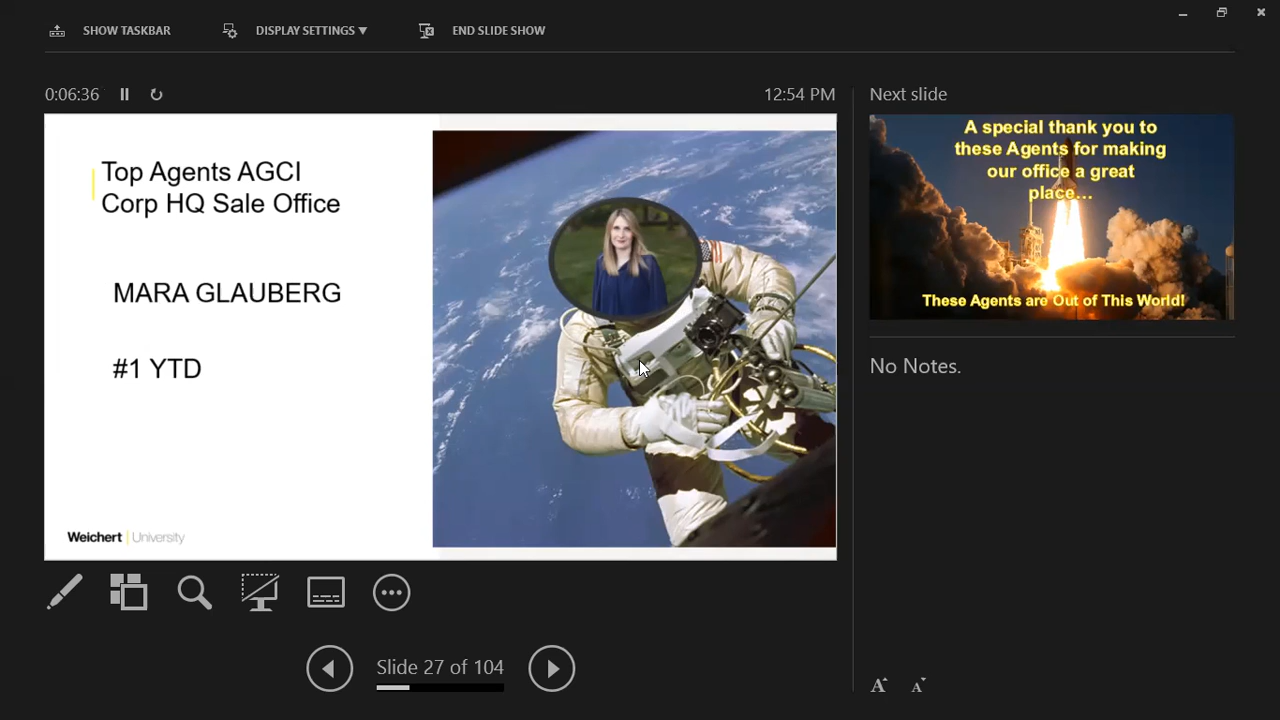 SHOW TASKBAR
DISPLAY SETTINGS
END SLIDE SHOW
0:06:36
12:54 PM
Next slide
Top Agents AGCI
Corp HQ Sale Office
MARA GLAUBERG
#1 YTD
Weichert | University
A special thank you to
these Agents for making
our office a great
place...
These Agents are Out of This World!
No Notes.
Slide 27 of 104
A A